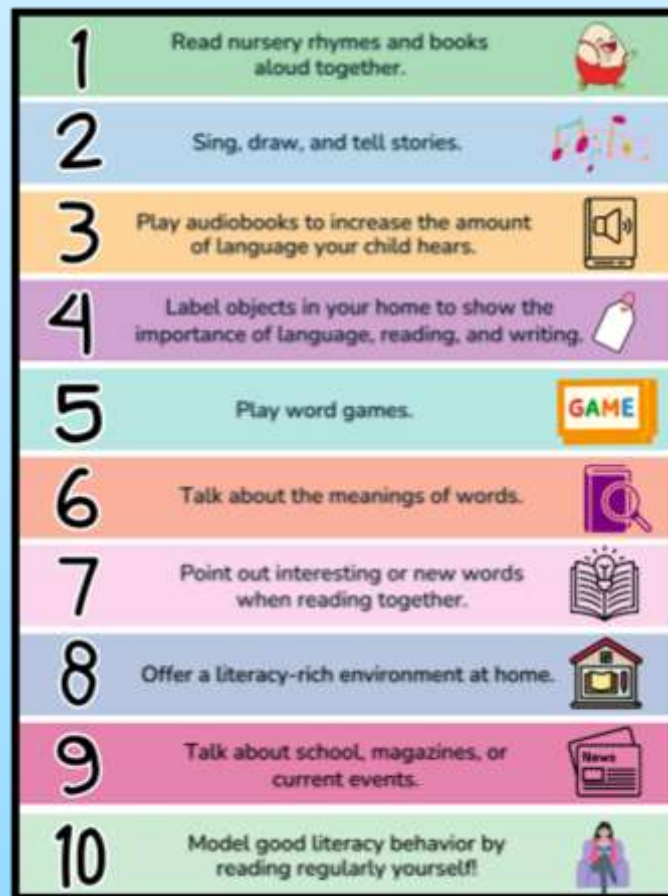 1
Read nursery rhymes and books
aloud together.
2
Sing, draw, and tell stories.
3
Play audiobooks to increase the amount
of language your child hears.
4
Label objects in your home to show the
importance of language, reading, and writing.
5
Play word games.
GAME
6
Talk about the meanings of words.
7
Point out interesting or new words
when reading together.
8
Offer a literacy-rich environment at home.
9
Talk about school, magazines, or
current events.
News
10
Model good literacy behavior by
reading regularly yourself!